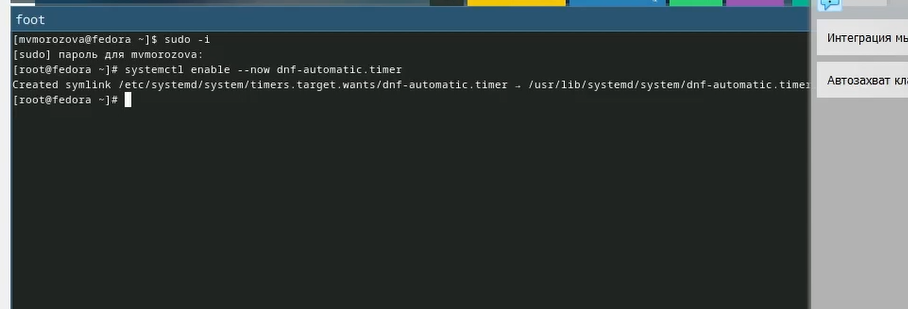 foot
[mvmorozova@fedora ~]$ sudo -i
[sudo] пароль для mvmorozova:
[root@fedora ~]# systemctl enable --now dnf-automatic.timer
Created symlink /etc/systemd/system/timers.target.wants/dnf-automatic.timer → /usr/lib/systemd/system/dnf-automatic.timer
[root@fedora ~]#
Интеграция мы
Автозахват кла